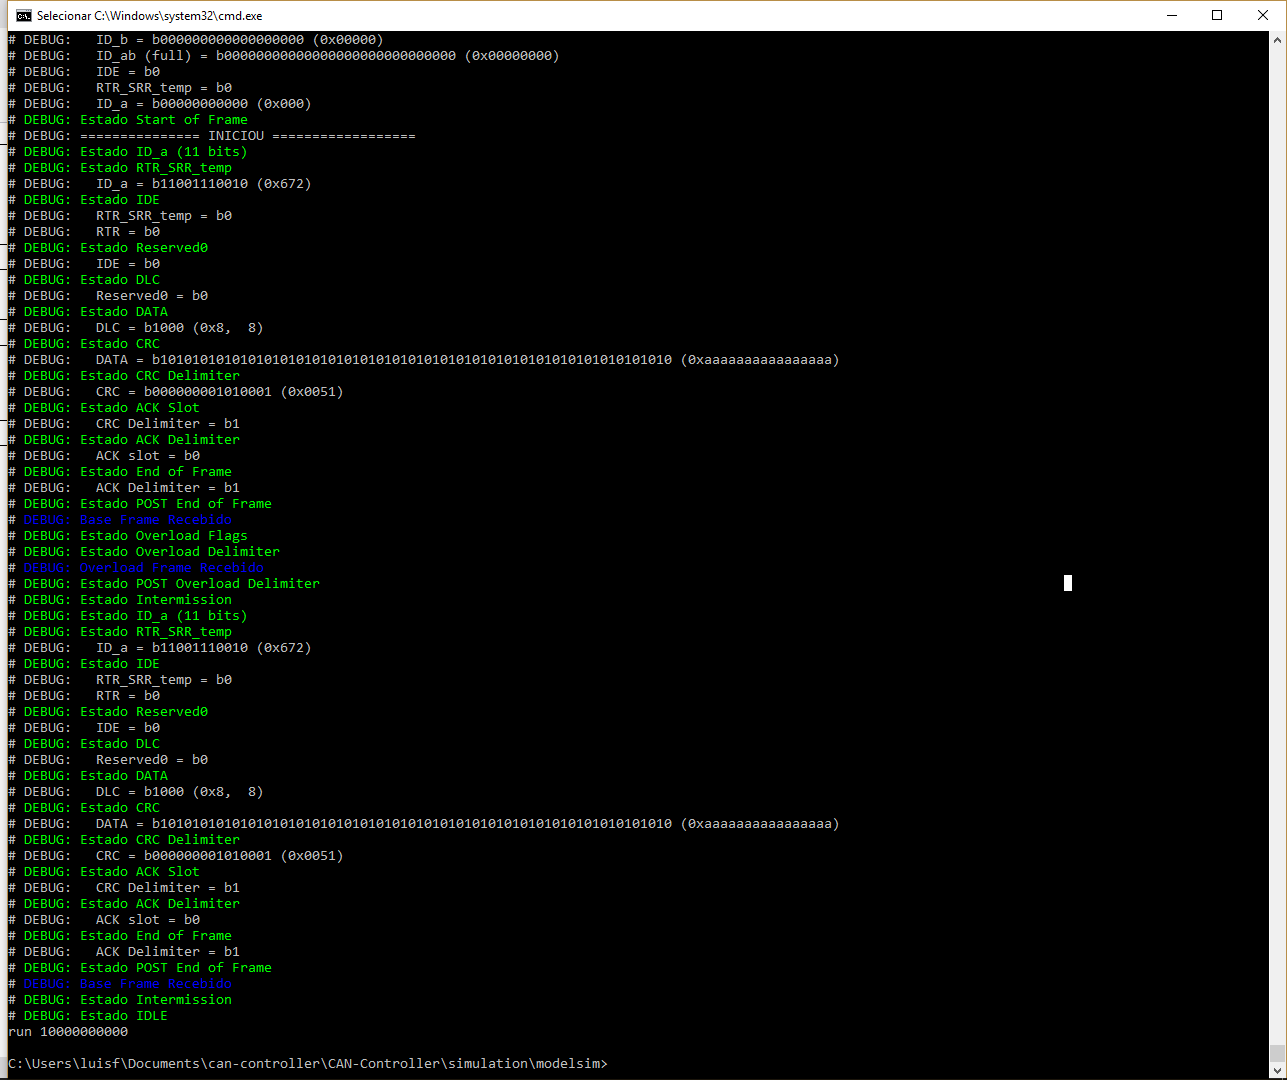 Selecionar C:\Windows\system32\cmd.exe
# DEBUG:   ID_b = b000000000000000000 (0x00000)
# DEBUG:   ID_ab (full) = b00000000000000000000000000000 (0x00000000)
# DEBUG:   IDE = b0
# DEBUG:   RTR_SRR_temp = b0
# DEBUG:   ID_a = b00000000000 (0x000)
# DEBUG: Estado Start of Frame
# DEBUG: =============== INICIOU ==================
# DEBUG: Estado ID_a (11 bits)
# DEBUG: Estado RTR_SRR_temp
# DEBUG:   ID_a = b11001110010 (0x672)
# DEBUG: Estado IDE
# DEBUG:   RTR_SRR_temp = b0
# DEBUG:   RTR = b0
# DEBUG: Estado Reserved0
# DEBUG:   IDE = b0
# DEBUG: Estado DLC
# DEBUG:   Reserved0 = b0
# DEBUG: Estado DATA
# DEBUG:   DLC = b1000 (0x8,  8)
# DEBUG: Estado CRC
# DEBUG:   DATA = b1010101010101010101010101010101010101010101010101010101010101010 (0xaaaaaaaaaaaaaaaa)
# DEBUG: Estado CRC Delimiter
# DEBUG:   CRC = b000000001010001 (0x0051)
# DEBUG: Estado ACK Slot
# DEBUG:   CRC Delimiter = b1
# DEBUG: Estado ACK Delimiter
# DEBUG:   ACK slot = b0
# DEBUG: Estado End of Frame
# DEBUG:   ACK Delimiter = b1
# DEBUG: Estado POST End of Frame
# DEBUG: Base Frame Recebido
# DEBUG: Estado Overload Flags
# DEBUG: Estado Overload Delimiter
# DEBUG: Overload Frame Recebido
# DEBUG: Estado POST Overload Delimiter
# DEBUG: Estado Intermission
# DEBUG: Estado ID_a (11 bits)
# DEBUG: Estado RTR_SRR_temp
# DEBUG:   ID_a = b11001110010 (0x672)
# DEBUG: Estado IDE
# DEBUG:   RTR_SRR_temp = b0
# DEBUG:   RTR = b0
# DEBUG: Estado Reserved0
# DEBUG:   IDE = b0
# DEBUG: Estado DLC
# DEBUG:   Reserved0 = b0
# DEBUG: Estado DATA
# DEBUG:   DLC = b1000 (0x8,  8)
# DEBUG: Estado CRC
# DEBUG:   DATA = b1010101010101010101010101010101010101010101010101010101010101010 (0xaaaaaaaaaaaaaaaa)
# DEBUG: Estado CRC Delimiter
# DEBUG:   CRC = b000000001010001 (0x0051)
# DEBUG: Estado ACK Slot
# DEBUG:   CRC Delimiter = b1
# DEBUG: Estado ACK Delimiter
# DEBUG:   ACK slot = b0
# DEBUG: Estado End of Frame
# DEBUG:   ACK Delimiter = b1
# DEBUG: Estado POST End of Frame
# DEBUG: Base Frame Recebido
# DEBUG: Estado Intermission
# DEBUG: Estado IDLE
run 10000000000
C:\Users\luisf\Documents\can-controller\CAN-Controller\simulation\modelsim>